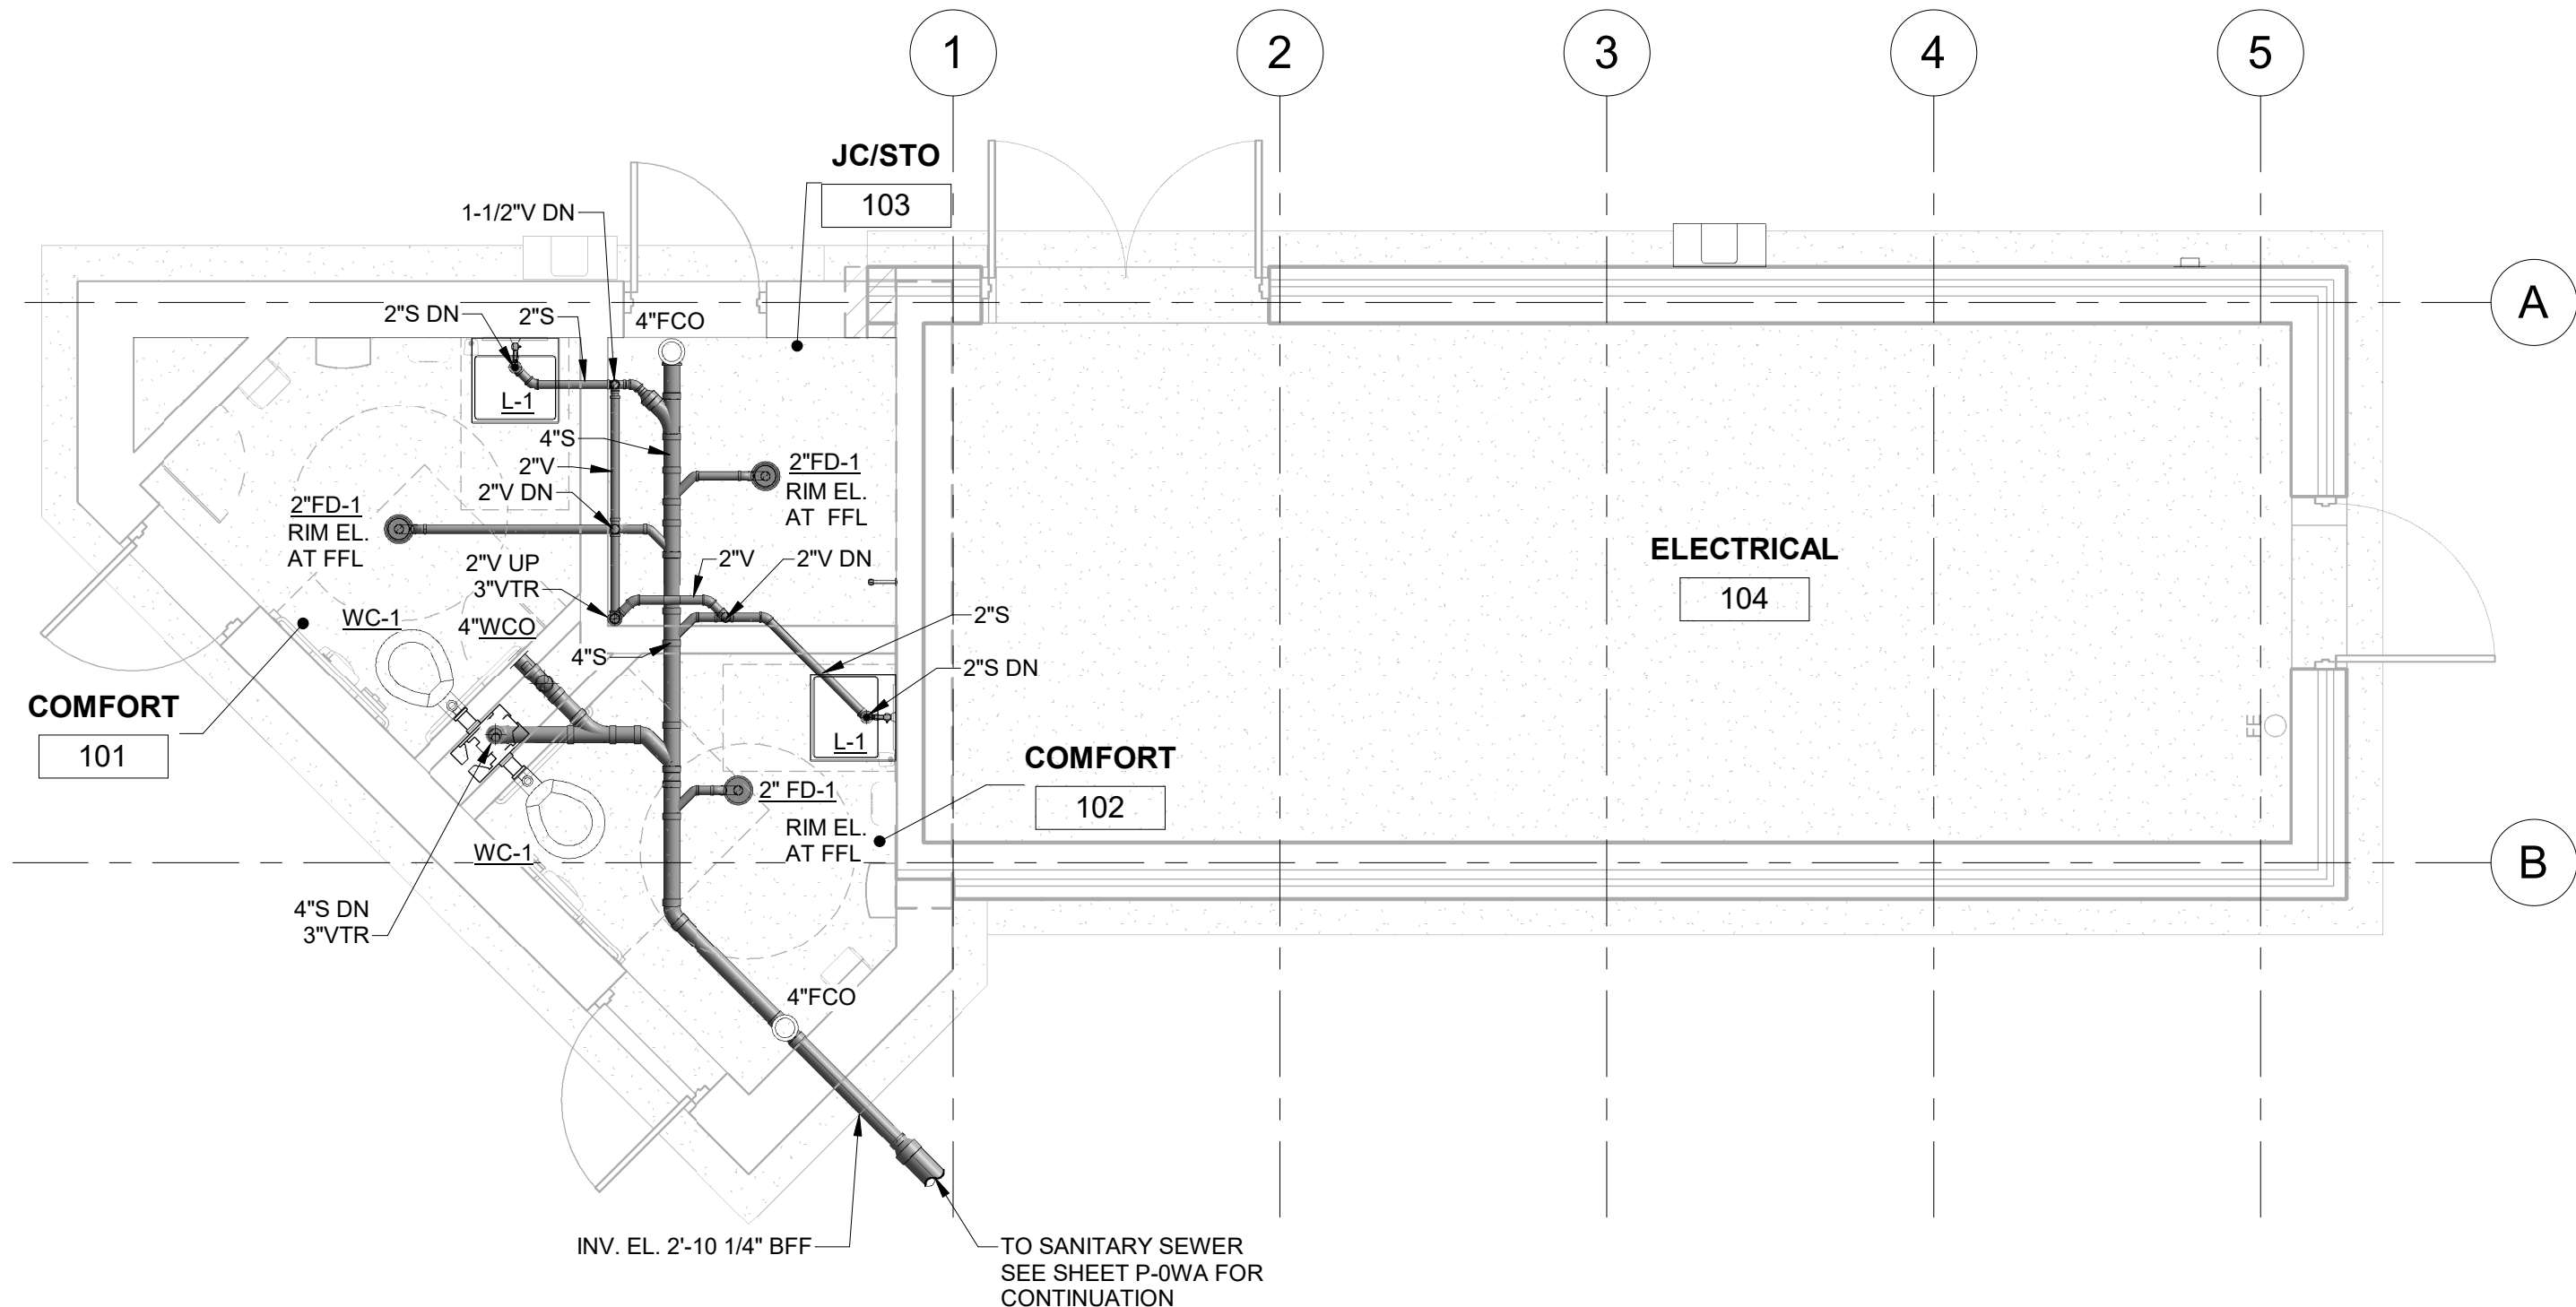 1
2
3
4
5
JC/STO
103
1-1/2"V DN
A
2"S DN
2"S
4"FCO
L-1
4"S
2"V
2"V DN
2"FD-1
RIM EL.
AT FFL
2"FD-1
RIM EL.
AT FFL
2"V UP
3"VTR
2"V
2"V DN
ELECTRICAL
104
WC-1
4"WCO
4"S
2"S
2"S DN
COMFORT
101
L-1
FE
COMFORT
102
2" FD-1
RIM EL.
AT FFL
WC-1
B
4"S DN
3"VTR
4"FCO
INV. EL. 2'-10 1/4" BFF
TO SANITARY SEWER
SEE SHEET P-0WA FOR
CONTINUATION